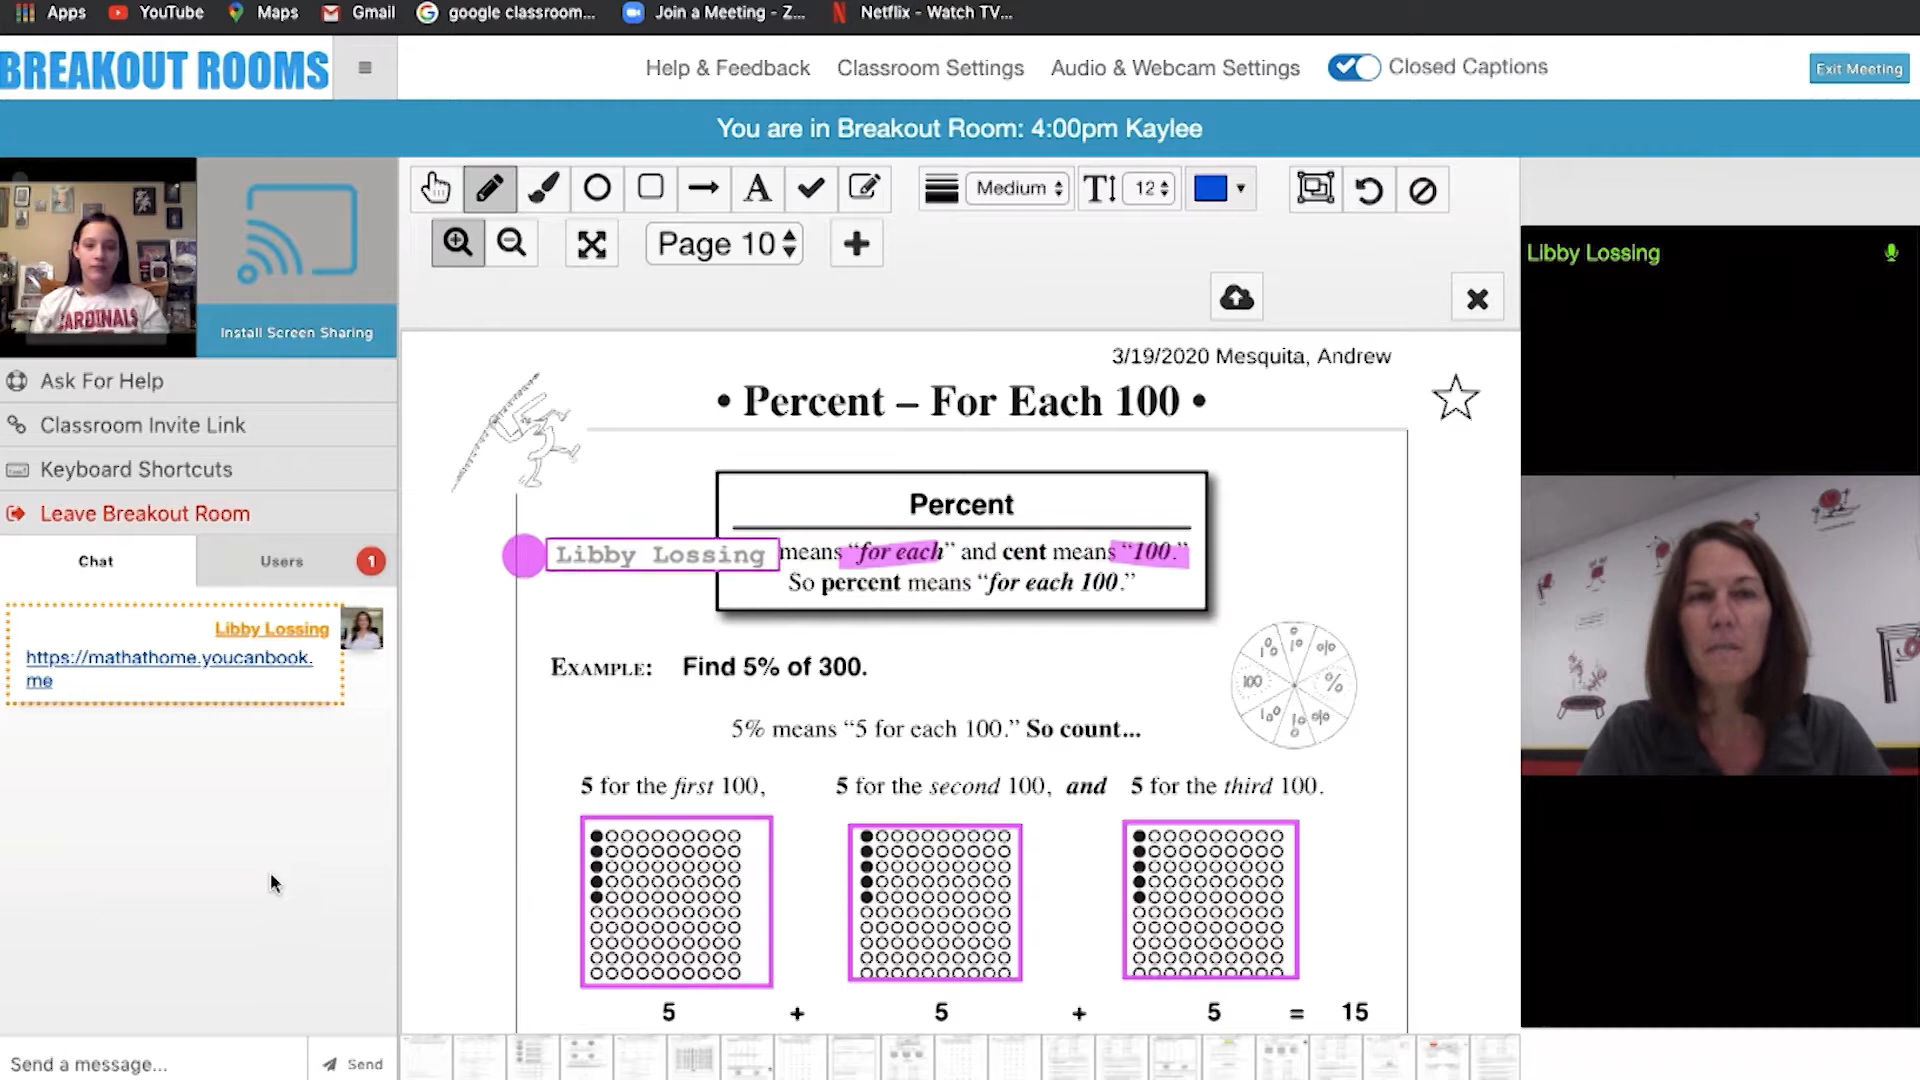 Apps YouTube Maps Gmail google classroom... Join a Meeting - Z... Netflix - Watch TV...
BREAKOUT ROOMS
Help & Feedback Classroom Settings Audio & Webcam Settings Closed Captions Exit Meeting
You are in Breakout Room: 4:00pm Kaylee
Medium 12
Page 10
CARDINALS
Install Screen Sharing
Ask For Help
Classroom Invite Link
Keyboard Shortcuts
Leave Breakout Room
Chat Users 1
Libby Lossing
https://mathathome.youcanbook.
me
Send a message... Send
3/19/2020 Mesquita, Andrew
• Percent – For Each 100 •
Percent
Libby Lossing means “for each” and cent means “100.”
So percent means “for each 100.”
EXAMPLE: Find 5% of 300.
5% means “5 for each 100.” So count...
5 for the first 100, 5 for the second 100, and 5 for the third 100.
5 + 5 + 5 = 15
100 %
Libby Lossing